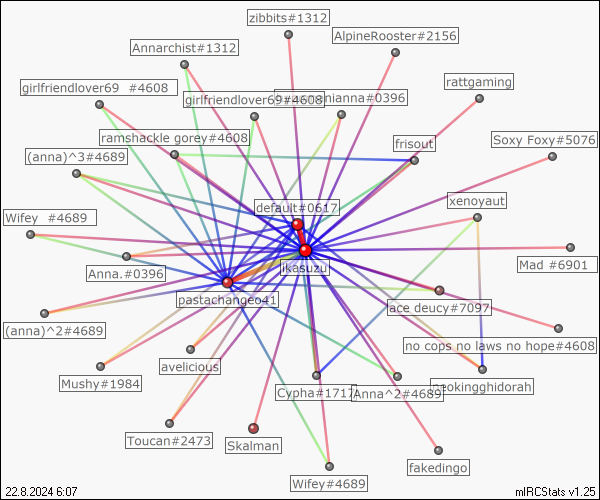 zibbits#1312
AlpineRooster#2156
Annarchist#1312
rattgaming
girlfriendlover69 #4608
girlfriendlover69#4608
anna#0396
ramshackle gorey#4608
frisout
Soxy Foxy#5076
(anna)^3#4689
xenoyaut
default#0617
Wifey #4689
jikasuzu
Mad #6901
Anna.#0396
pastachangeo41
ace deucy#7097
(anna)^2#4689
no cops no laws no hope#4608
avelicious
Mushy#1984
Cypha#1717
Anna^2#4689
neokingghidorah
Toucan#2473
Skalman
fakedingo
Wifey#4689
22.8.2024 6:07
mIRCStats v1.25